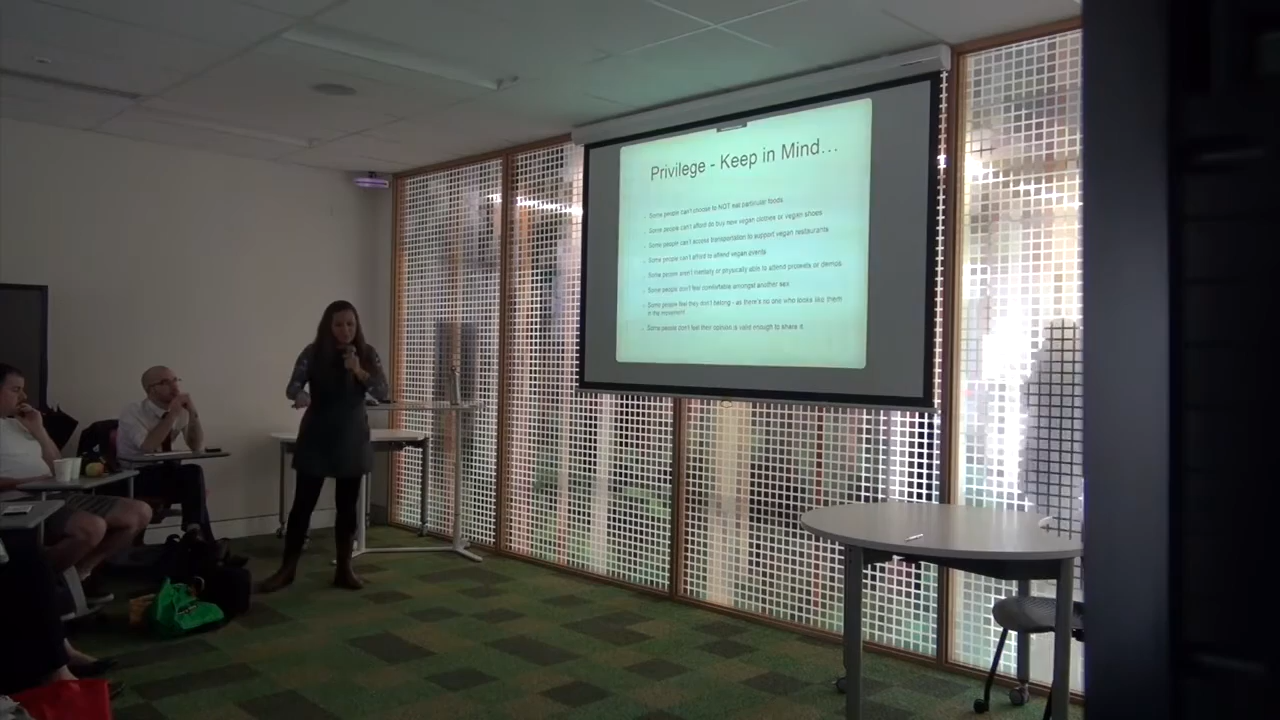 Privilege - Keep in Mind...
Some people can't choose to NOT eat particular foods
Some people can't afford do buy new vegan clothes or vegan shoes
Some people can't access transportation to support vegan restaurants
Some people can't afford to attend vegan events
Some people aren't mentally or physically able to attend protests or demos
Some people don't feel comfortable amongst another sex
Some people feel they don't belong - as there's no one who looks like them
in the movement
Some people don't feel their opinion is valid enough to share it.